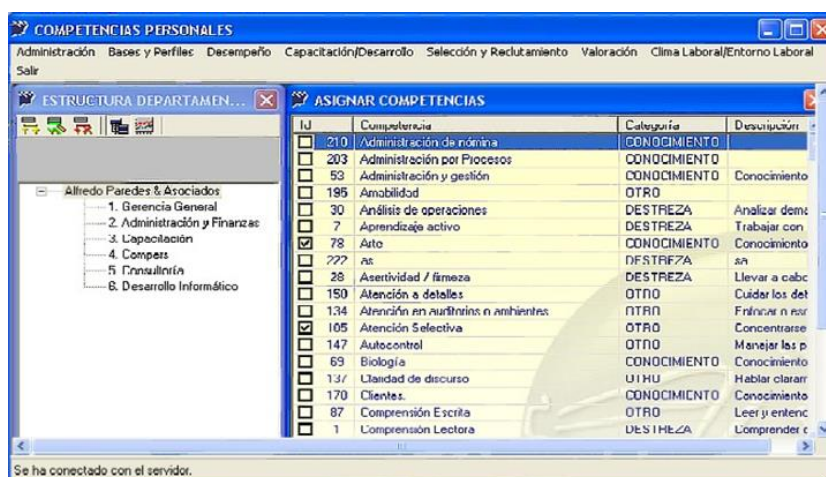 COMPETENCIAS PERSONALES
Administración Bases y Perfiles Desempeño Capacitación/Desarrollo Selección y Reclutamiento Valoración Clima Laboral/Entorno Laboral
Salir
ESTRUCTURA DEPARTAMEN...
ASIGNAR COMPETENCIAS
Alfredo Paredes & Asociados
1. Gerencia General
2. Administración y Finanzas
3. Capacitación
4. Compers
5. Consultoría
6. Desarrollo Informático
Id Competencia Categoría Descripción
210 Administración de nómina CONOCIMIENTO
203 Administración por Procesos CONOCIMIENTO
53 Administración y gestión CONOCIMIENTO Conocimiento
195 Amabilidad OTRO
30 Análisis de operaciones DESTREZA Analizar dema
7 Aprendizaje activo DESTREZA Trabajar con
78 Arte CONOCIMIENTO Conocimiento
222 as DESTREZA sa
28 Asertividad / firmeza DESTREZA Llevar a cabo
150 Atención a detalles OTRO Cuidar los det
134 Atención en auditorios o ambientes OTRO Enfocar o esc
105 Atención Selectiva OTRO Concentrarse
147 Autocontrol OTRO Manejar las p
69 Biología CONOCIMIENTO Conocimiento
137 Claridad de discurso OTRO Hablar claram
170 Clientes. CONOCIMIENTO Conocimiento
87 Comprensión Escrita OTRO Leer y entend
1 Comprensión Lectora DESTREZA Comprender o
Se ha conectado con el servidor.